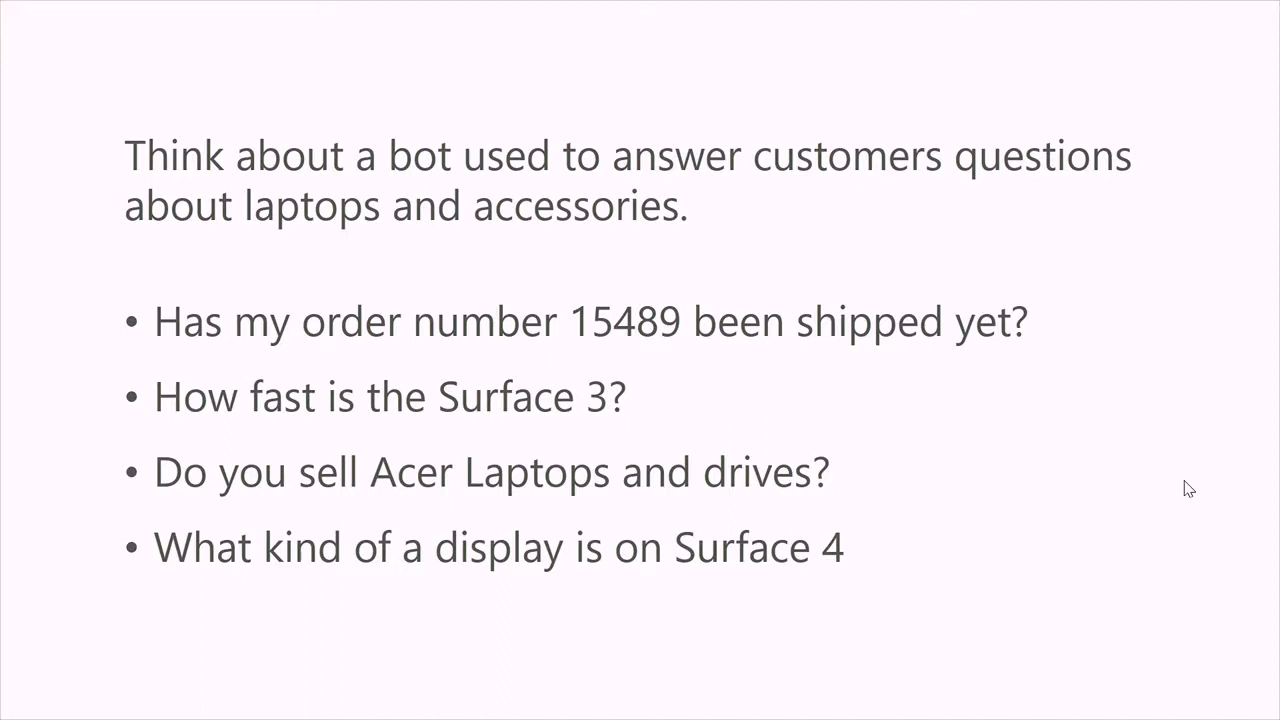 Think about a bot used to answer customers questions
about laptops and accessories.
• Has my order number 15489 been shipped yet?
• How fast is the Surface 3?
• Do you sell Acer Laptops and drives?
• What kind of a display is on Surface 4